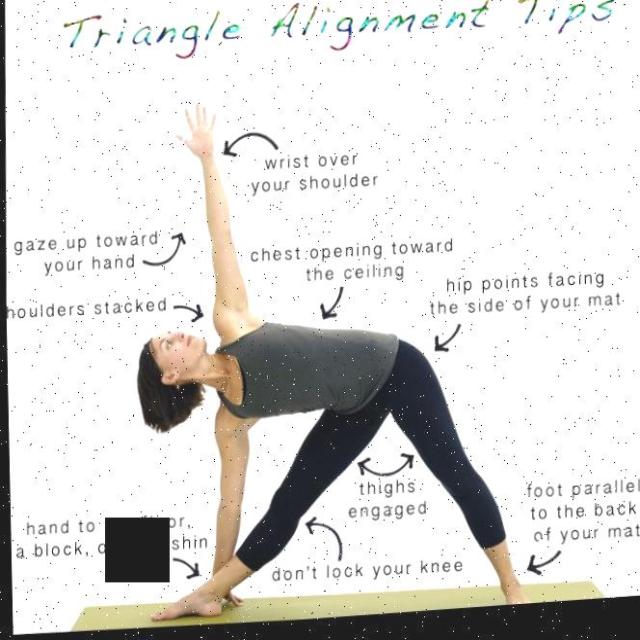 Triangle Alignment Tips
wrist over
your shoulder
gaze up toward
your hand
chest opening toward
the ceiling
hip points facing
the side of your mat
houlders stacked
thighs
engaged
foot parallel
to the back
of your mat
hand to
a block, shin
don't lock your knee